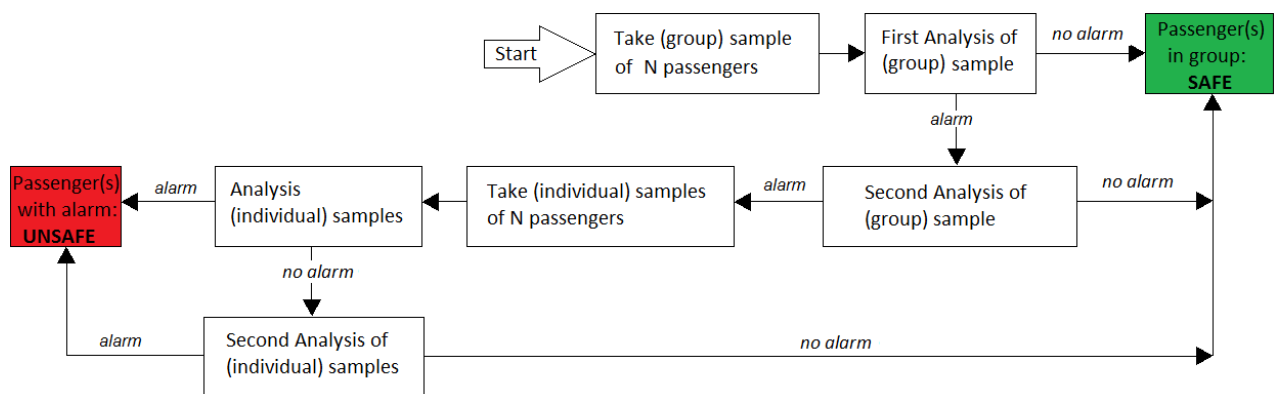 Start
Take (group) sample
of N passengers
First Analysis of
(group) sample
no alarm
Passenger(s)
in group:
SAFE
alarm
Passenger(s)
with alarm:
UNSAFE
alarm
Analysis
(individual) samples
Take (individual) samples
of N passengers
alarm
Second Analysis of
(group) sample
no alarm
no alarm
alarm
Second Analysis of
(individual) samples
no alarm